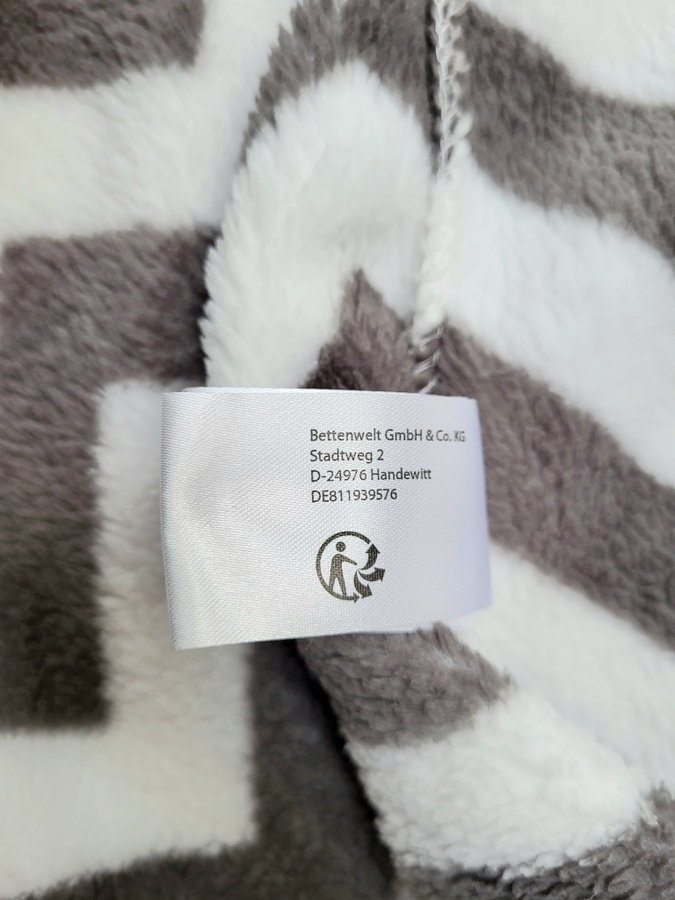 Bettenwelt GmbH & Co. KG
Stadtweg 2
D-24976 Handewitt
DE811939576